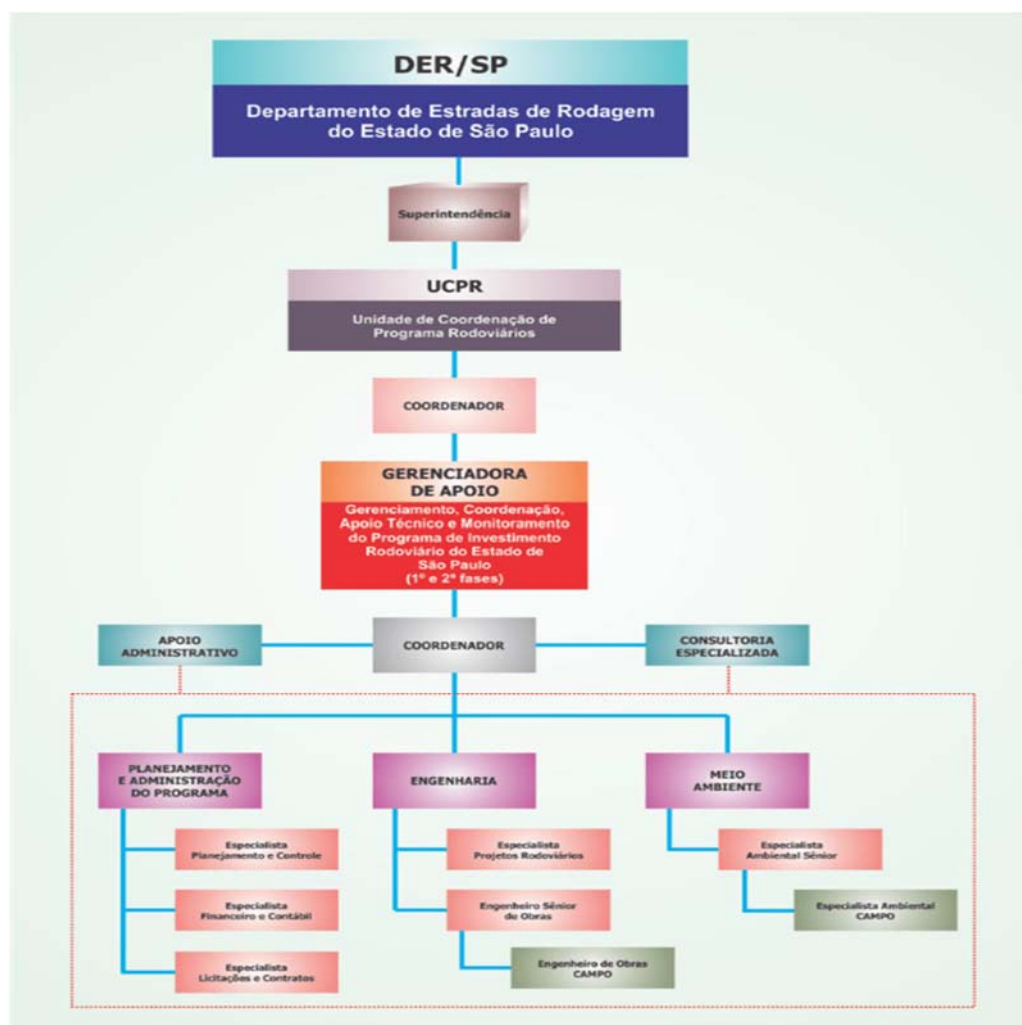 DER/SP
Departamento de Estradas de Rodagem
do Estado de São Paulo
Superintendência
UCPR
Unidade de Coordenação de
Programa Rodoviários
COORDENADOR
GERENCIADORA
DE APOIO
Gerenciamento, Coordenação,
Apoio Técnico e Monitoramento
do Programa de Investimento
Rodoviário do Estado de
São Paulo
(1º e 2ª fases)
APOIO
ADMINISTRATIVO
COORDENADOR
CONSULTORIA
ESPECIALIZADA
PLANEJAMENTO
E ADMINISTRAÇÃO
DO PROGRAMA
ENGENHARIA
MEIO
AMBIENTE
Especialista
Planejamento e Controle
Especialista
Projetos Rodoviários
Especialista
Ambiental Sênior
Especialista
Financeiro e Contábil
Engenheiro Sênior
de Obras
Especialista Ambiental
CAMPO
Especialista
Licitações e Contratos
Engenheiro de Obras
CAMPO